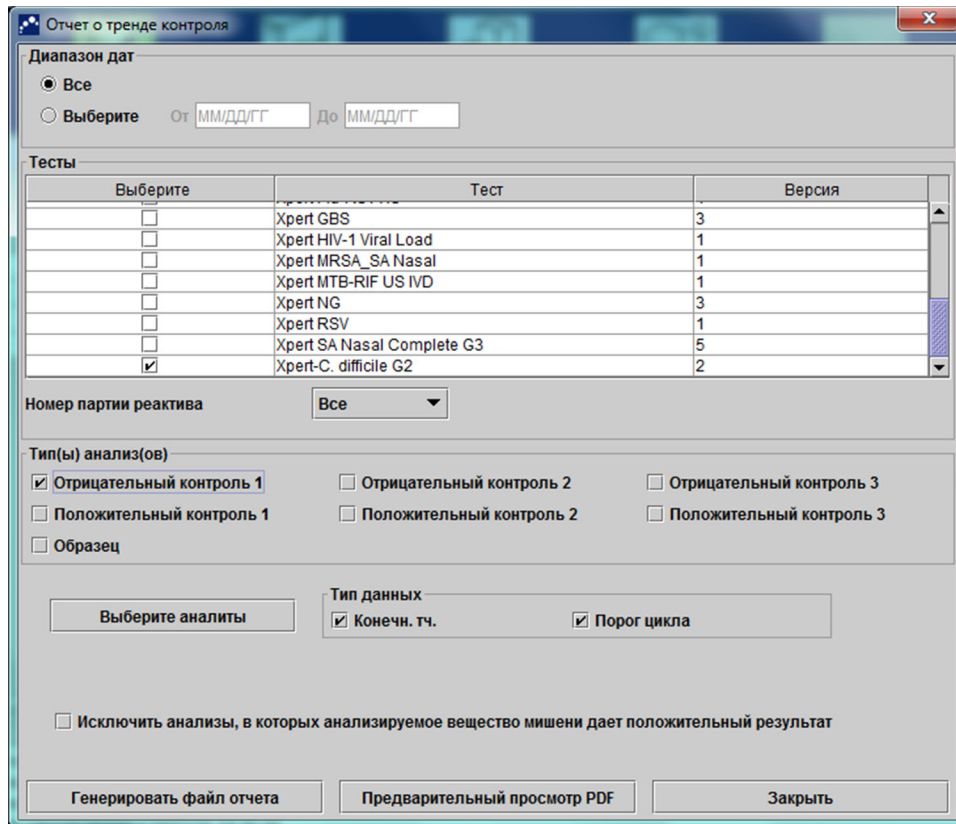 Отчет о тренде контроля
Диапазон дат
Все
Выберите От ММ/ДД/ГГ До ММ/ДД/ГГ
Тесты
Выберите Тест Версия
Xpert GBS 3
Xpert HIV-1 Viral Load 1
Xpert MRSA_SA Nasal 1
Xpert MTB-RIF US IVD 1
Xpert NG 3
Xpert RSV 1
Xpert SA Nasal Complete G3 5
Xpert-C. difficile G2 2
Номер партии реактива Все
Тип(ы) анализ(ов)
Отрицательный контроль 1 Отрицательный контроль 2 Отрицательный контроль 3
Положительный контроль 1 Положительный контроль 2 Положительный контроль 3
Образец
Тип данных
Выберите аналиты Конечн. тч. Порог цикла
Исключить анализы, в которых анализируемое вещество мишени дает положительный результат
Генерировать файл отчета Предварительный просмотр PDF Закрыть